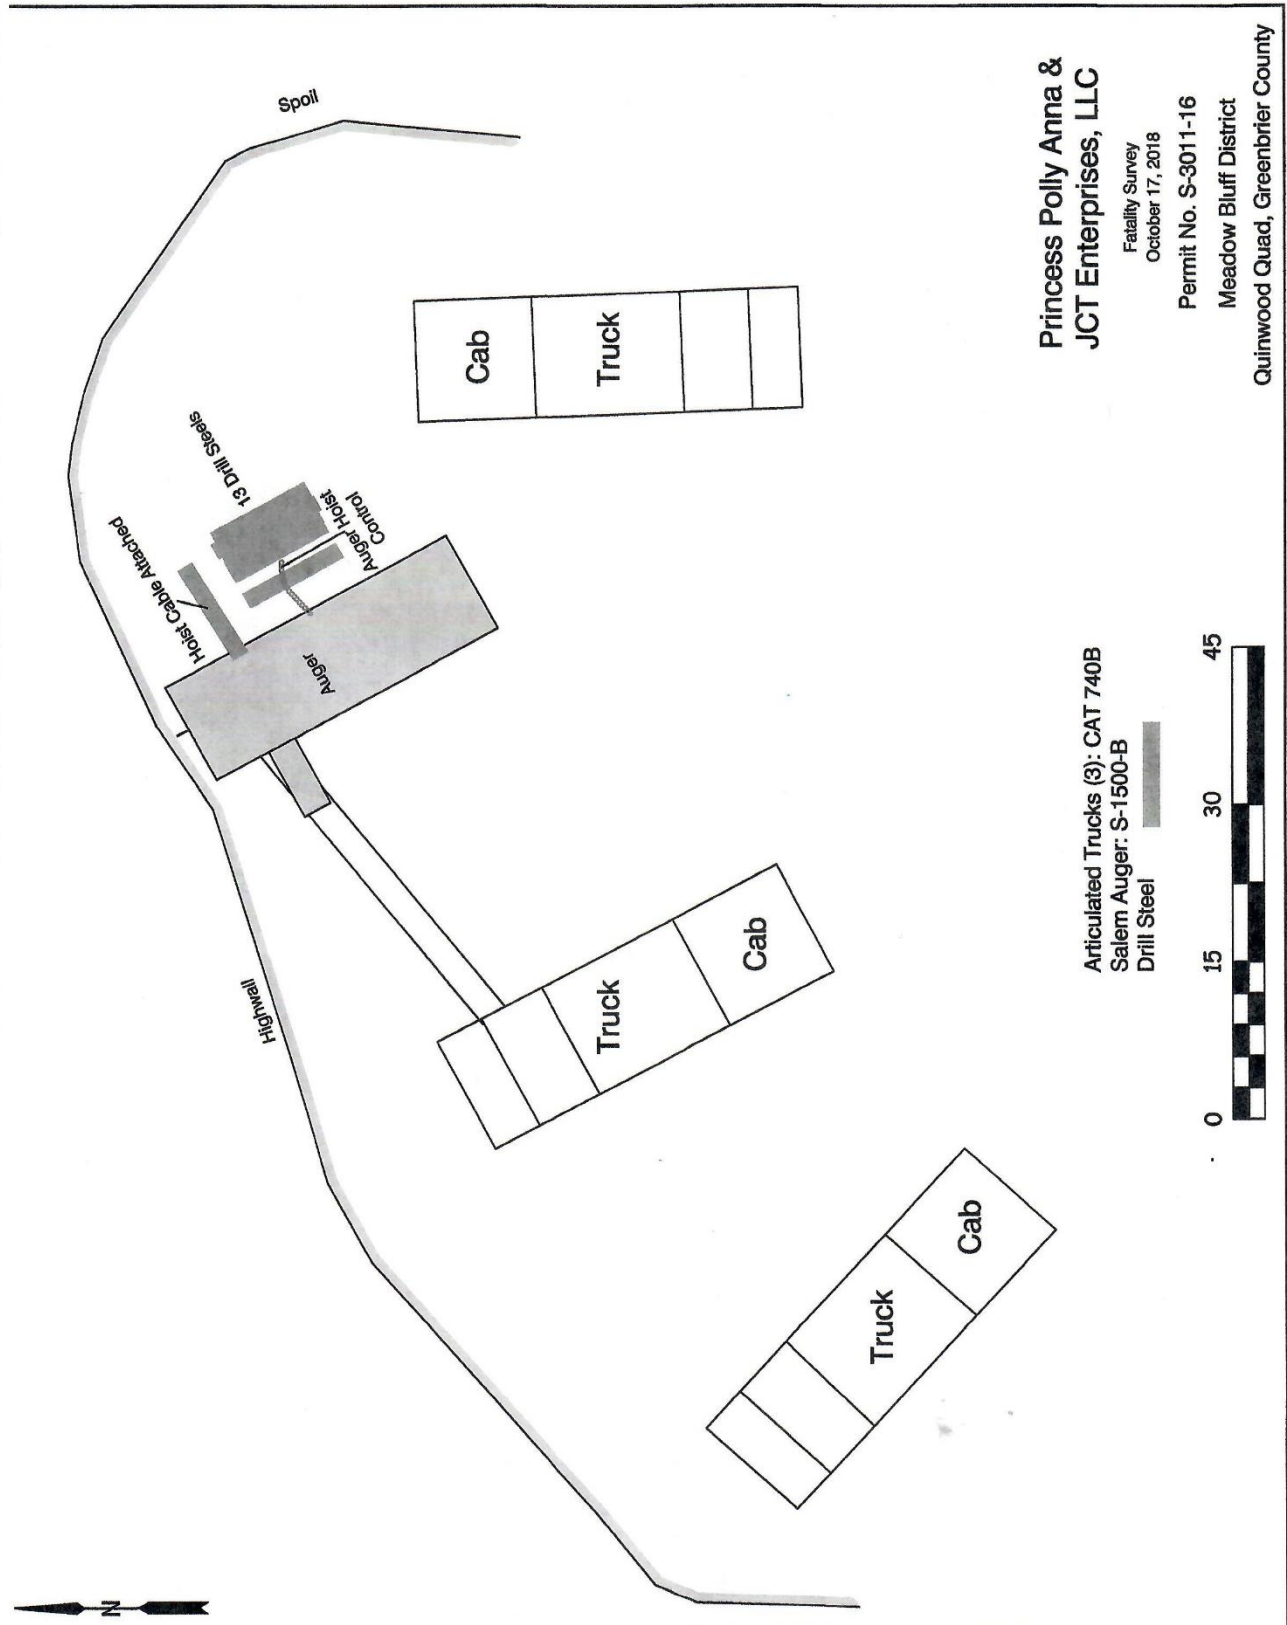 Spoil
13 Drill Steels
Hoist Cable Attached
Auger Hoist
Control
Auger
Highwall
Cab
Truck
Truck
Cab
Truck
Cab
N
Princess Polly Anna &
JCT Enterprises, LLC
Fatality Survey
October 17, 2018
Permit No. S-3011-16
Meadow Bluff District
Quinwood Quad, Greenbrier County
Articulated Trucks (3): CAT 740B
Salem Auger: S-1500-B
Drill Steel
0 15 30 45